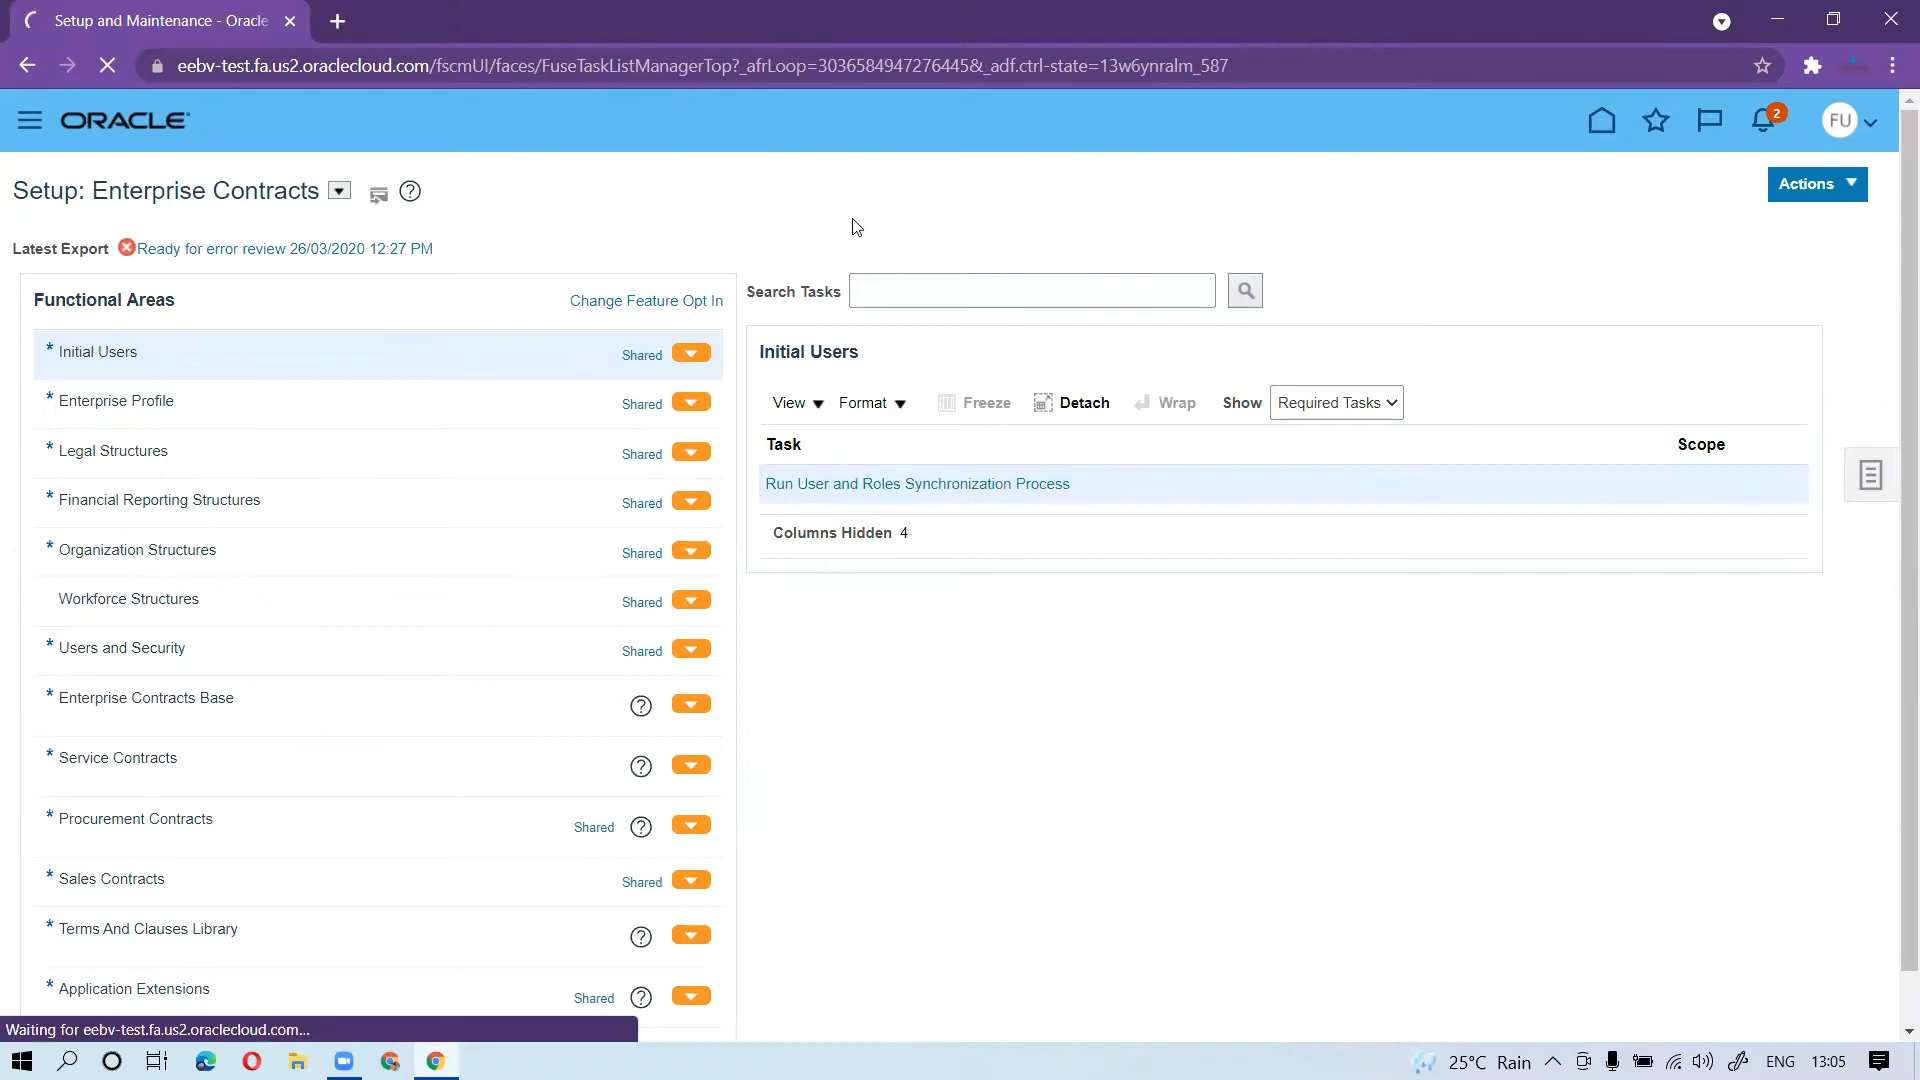 Setup and Maintenance - Oracle
eebv-test.fa.us2.oraclecloud.com/fscmUI/faces/FuseTaskListManagerTop?_afrLoop=3036584947276445&_adf.ctrl-state=13w6ynralm_587
ORACLE
2
FU
Setup: Enterprise Contracts
Actions
Latest Export Ready for error review 26/03/2020 12:27 PM
Functional Areas
Change Feature Opt In
* Initial Users Shared
* Enterprise Profile Shared
* Legal Structures Shared
* Financial Reporting Structures Shared
* Organization Structures Shared
Workforce Structures Shared
* Users and Security Shared
* Enterprise Contracts Base
* Service Contracts
* Procurement Contracts Shared
* Sales Contracts Shared
* Terms And Clauses Library
* Application Extensions Shared
Search Tasks
Initial Users
View Format Freeze Detach Wrap Show Required Tasks
Task Scope
Run User and Roles Synchronization Process
Columns Hidden 4
Waiting for eebv-test.fa.us2.oraclecloud.com...
25°C Rain ENG 13:05